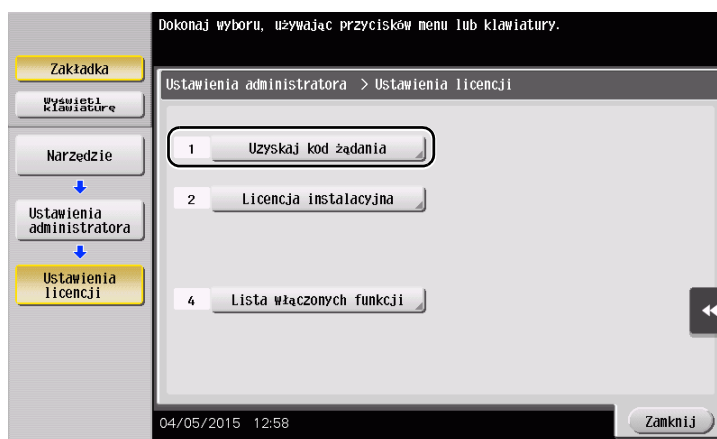 Dokonaj wyboru, używając przycisków menu lub klawiatury.
Zakładka
Wyświetl
klawiaturę
Narzędzie
Ustawienia
administratora
Ustawienia
licencji
Ustawienia administratora > Ustawienia licencji
1 Uzyskaj kod żądania
2 Licencja instalacyjna
4 Lista włączonych funkcji
04/05/2015 12:58
Zamknij